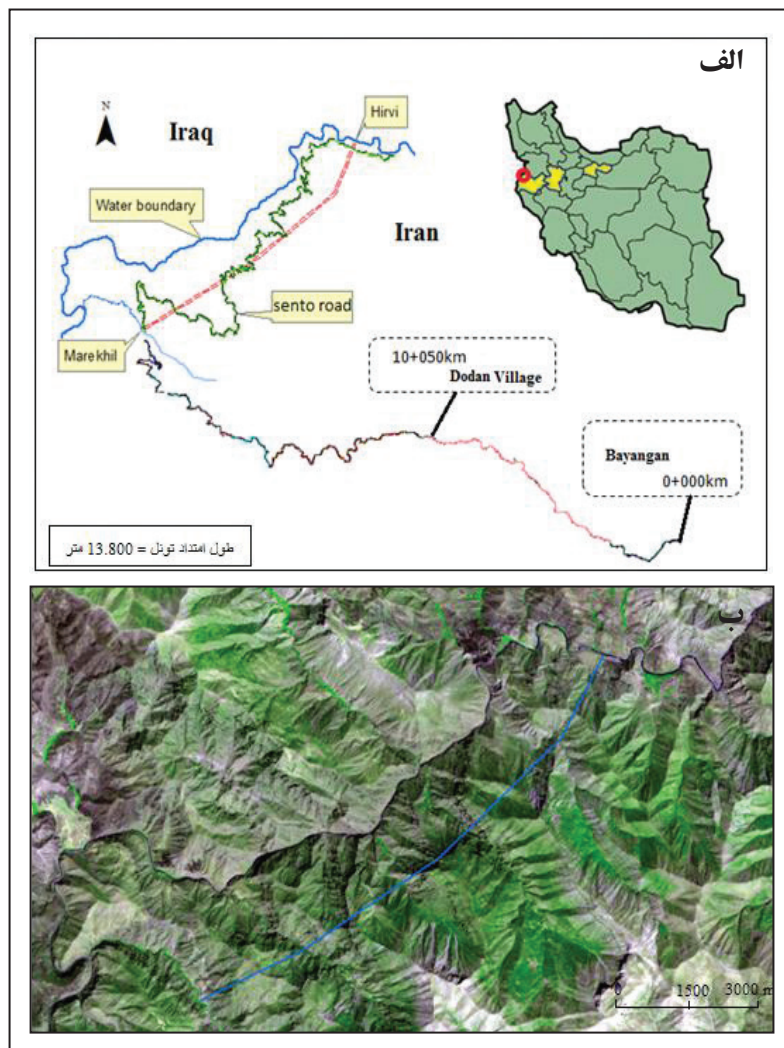 الف
N
Hirvi
Iraq
Water boundary
Iran
sento road
Marekhil
10+050km
Dodan Village
Bayangan
0+000km
طول امتداد تونل = 13.800 متر
ب
0 1500 3000 m